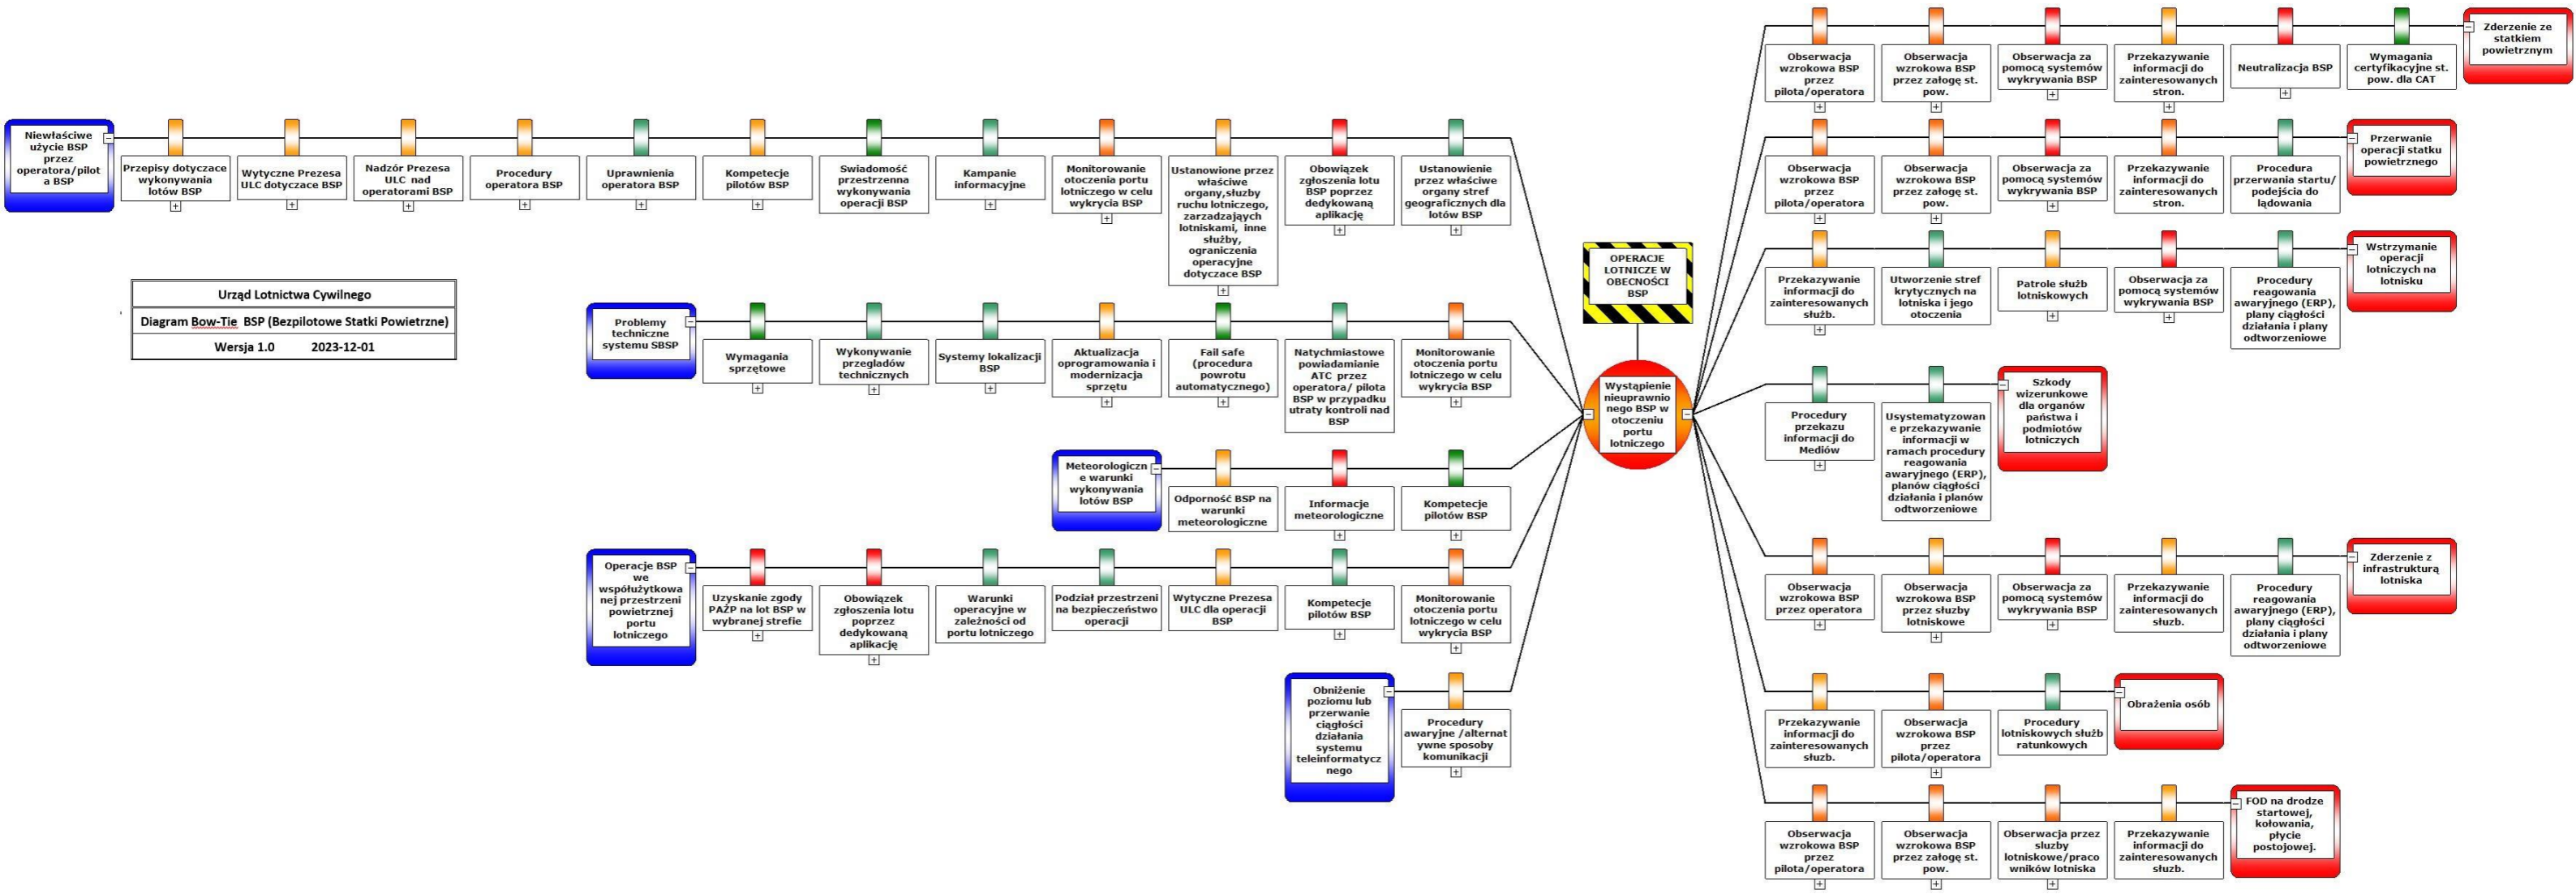 Niewłaściwe
użycie BSP
przez
operatora/pilot
a BSP
Przepisy dotyczace
wykonywania
lotów BSP
Wytyczne Prezesa
ULC dotyczace BSP
Nadzór Prezesa
ULC nad
operatorami BSP
Procedury
operatora BSP
Uprawnienia
operatora BSP
Kompetecje
pilotów BSP
Swiadomość
przestrzenna
wykonywania
operacji BSP
Kampanie
informacyjne
Monitorowanie
otoczenia portu
lotniczego w celu
wykrycia BSP
Ustanowione przez
właściwe
organy,służby
ruchu lotniczego,
zarzadzających
lotniskami, inne
służby,
ograniczenia
operacyjne
dotyczace BSP
Obowiązek
zgłoszenia lotu
BSP poprzez
dedykowaną
aplikację
Ustanowienie
przez właściwe
organy stref
geograficznych dla
lotów BSP
Urząd Lotnictwa Cywilnego
Diagram Bow-Tie BSP (Bezpilotowe Statki Powietrzne)
Wersja 1.0 2023-12-01
Problemy
techniczne
systemu SBSP
Wymagania
sprzętowe
Wykonywanie
przegladów
technicznych
Systemy lokalizacji
BSP
Aktualizacja
oprogramowania i
modernizacja
sprzętu
Fail safe
(procedura
powrotu
automatycznego)
Natychmiastowe
powiadamianie
ATC przez
operatora/ pilota
BSP w przypadku
utraty kontroli nad
BSP
Monitorowanie
otoczenia portu
lotniczego w celu
wykrycia BSP
Meteorologiczn
e warunki
wykonywania
lotów BSP
Odporność BSP na
warunki
meteorologiczne
Informacje
meteorologiczne
Kompetecje
pilotów BSP
Operacje BSP
we
współużytkowa
nej przestrzeni
powietrznej
portu
lotniczego
Uzyskanie zgody
PAŻP na lot BSP w
wybranej strefie
Obowiązek
zgłoszenia lotu
poprzez
dedykowaną
aplikację
Warunki
operacyjne w
zależności od
portu lotniczego
Podział przestrzeni
na bezpieczeństwo
operacji
Wytyczne Prezesa
ULC dla operacji
BSP
Kompetecje
pilotów BSP
Monitorowanie
otoczenia portu
lotniczego w celu
wykrycia BSP
Obniżenie
poziomu lub
przerwanie
ciągłości
działania
systemu
teleinformatycz
nego
Procedury
awaryjne /alternat
ywne sposoby
komunikacji
OPERACJE
LOTNICZE W
OBECNOŚCI
BSP
Wystąpienie
nieuprawnio
nego BSP w
otoczeniu
portu
lotniczego
Obserwacja
wzrokowa BSP
przez
pilota/operatora
Obserwacja
wzrokowa BSP
przez załogę st.
pow.
Obserwacja za
pomocą systemów
wykrywania BSP
Przekazywanie
informacji do
zainteresowanych
stron.
Neutralizacja BSP
Wymagania
certyfikacyjne st.
pow. dla CAT
Zderzenie ze
statkiem
powietrznym
Obserwacja
wzrokowa BSP
przez
pilota/operatora
Obserwacja
wzrokowa BSP
przez załogę st.
pow.
Obserwacja za
pomocą systemów
wykrywania BSP
Przekazywanie
informacji do
zainteresowanych
stron.
Procedura
przerwania startu/
podejścia do
lądowania
Przerwanie
operacji statku
powietrznego
Przekazywanie
informacji do
zainteresowanych
służb.
Utworzenie stref
krytycznych na
lotniska i jego
otoczenia
Patrole służb
lotniskowych
Obserwacja za
pomocą systemów
wykrywania BSP
Procedury
reagowania
awaryjnego (ERP),
plany ciągłości
działania i plany
odtworzeniowe
Wstrzymanie
operacji
lotniczych na
lotnisku
Procedury
przekazu
informacji do
Mediów
Usystematyzowan
e przekazywanie
informacji w
ramach procedury
reagowania
awaryjnego (ERP),
planów ciągłości
działania i planów
odtworzeniowe
Szkody
wizerunkowe
dla organów
państwa i
podmiotów
lotniczych
Obserwacja
wzrokowa BSP
przez operatora
Obserwacja
wzrokowa BSP
przez służby
lotniskowe
Obserwacja za
pomocą systemów
wykrywania BSP
Przekazywanie
informacji do
zainteresowanych
służb.
Procedury
reagowania
awaryjnego (ERP),
plany ciągłości
działania i plany
odtworzeniowe
Zderzenie z
infrastrukturą
lotniska
Przekazywanie
informacji do
zainteresowanych
służb.
Obserwacja
wzrokowa BSP
przez
pilota/operatora
Procedury
lotniskowych służb
ratunkowych
Obrażenia osób
Obserwacja
wzrokowa BSP
przez
pilota/operatora
Obserwacja
wzrokowa BSP
przez załogę st.
pow.
Obserwacja przez
sluzby
lotniskowe/praco
wników lotniska
Przekazywanie
informacji do
zainteresowanych
służb.
FOD na drodze
startowej,
kołowania,
płycie
postojowej.